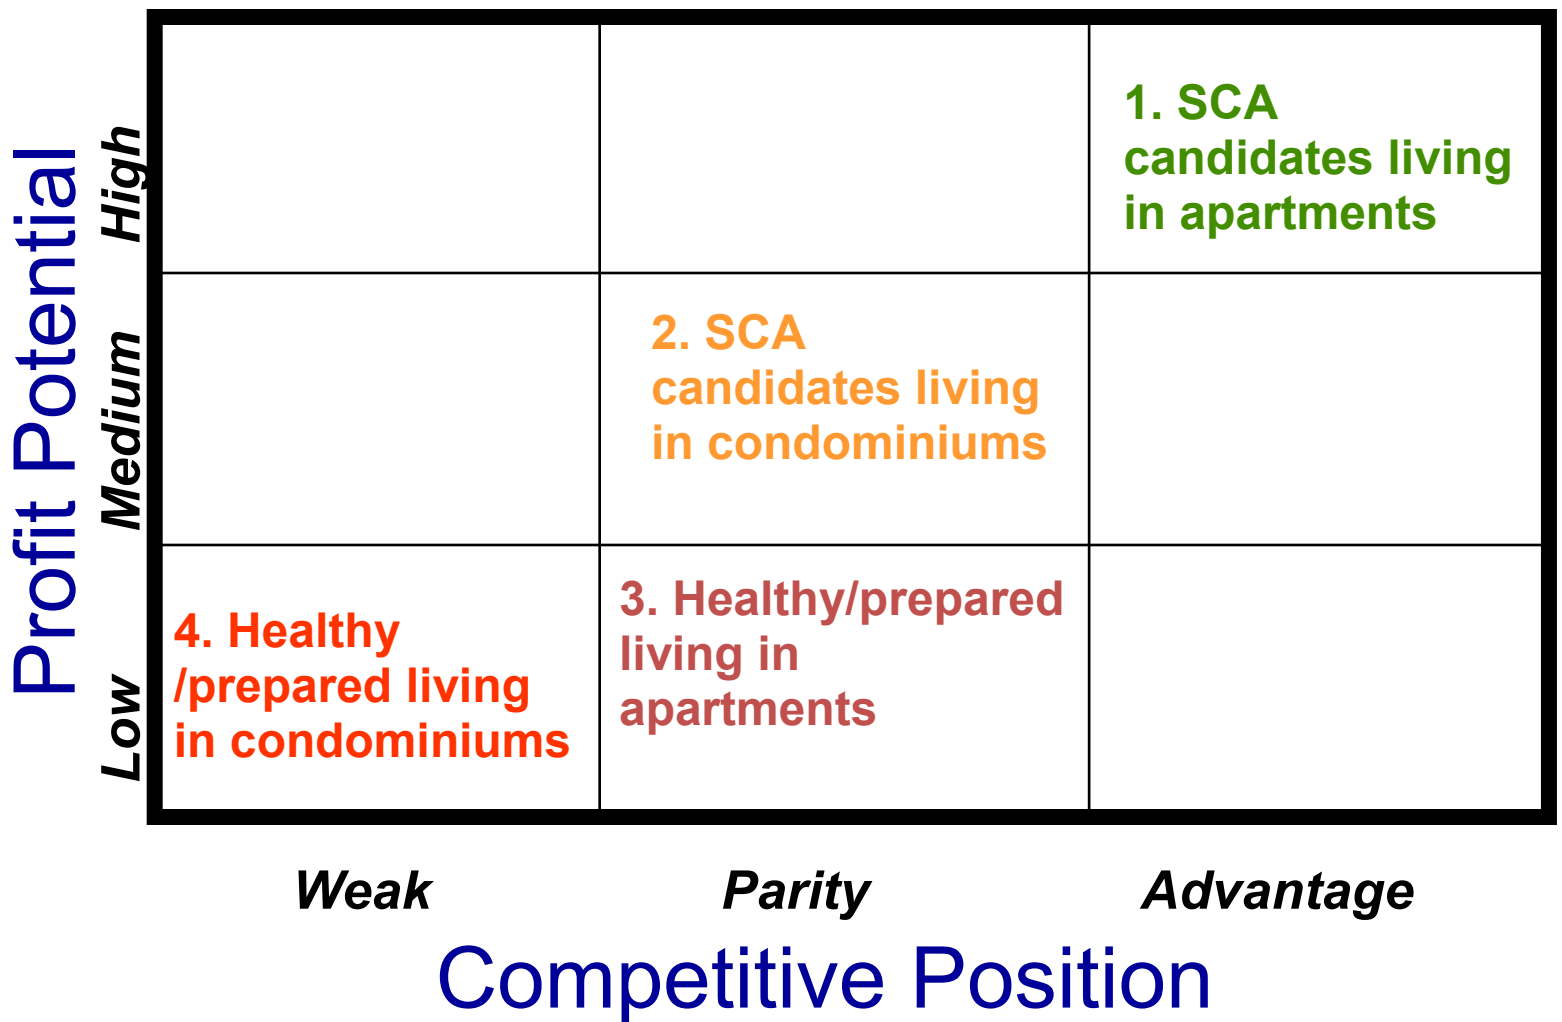 Profit Potential
High
Medium
Low
1. SCA
candidates living
in apartments
2. SCA
candidates living
in condominiums
4. Healthy
/prepared living
in condominiums
3. Healthy/prepared
living in
apartments
Weak
Parity
Advantage
Competitive Position